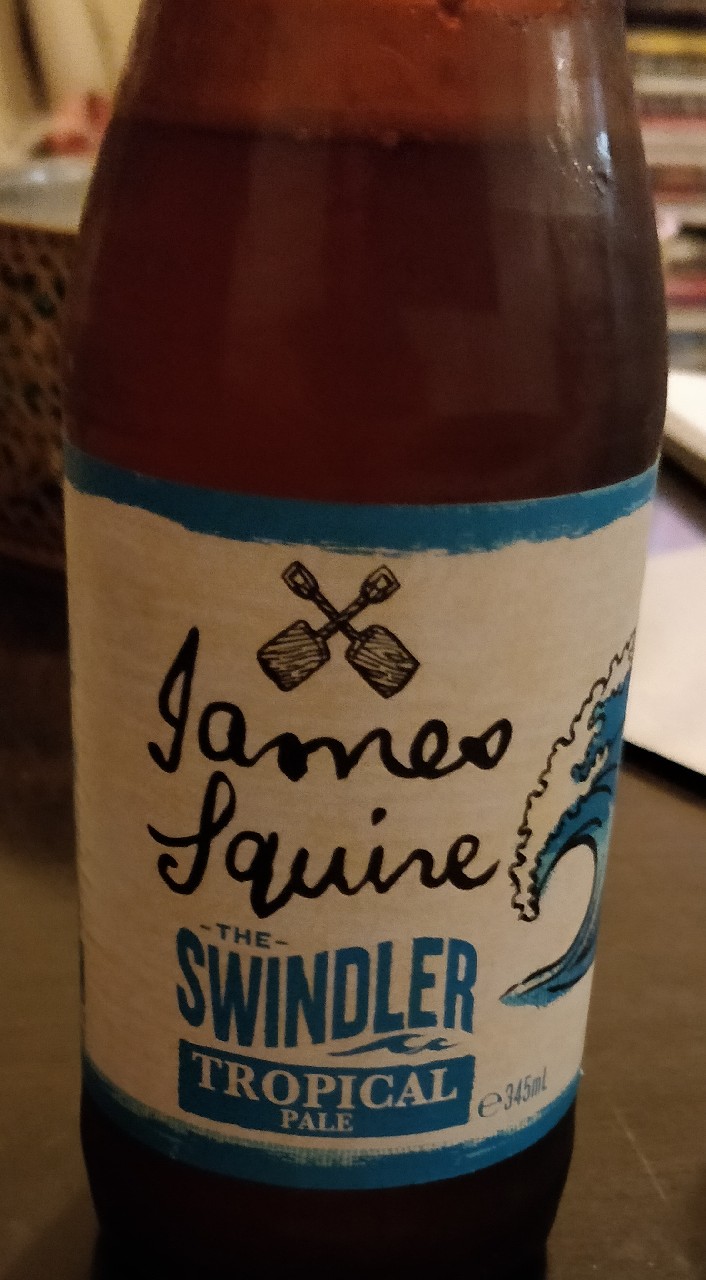 James
Squire
-THE-
SWINDLER
TROPICAL
PALE
℮345mL